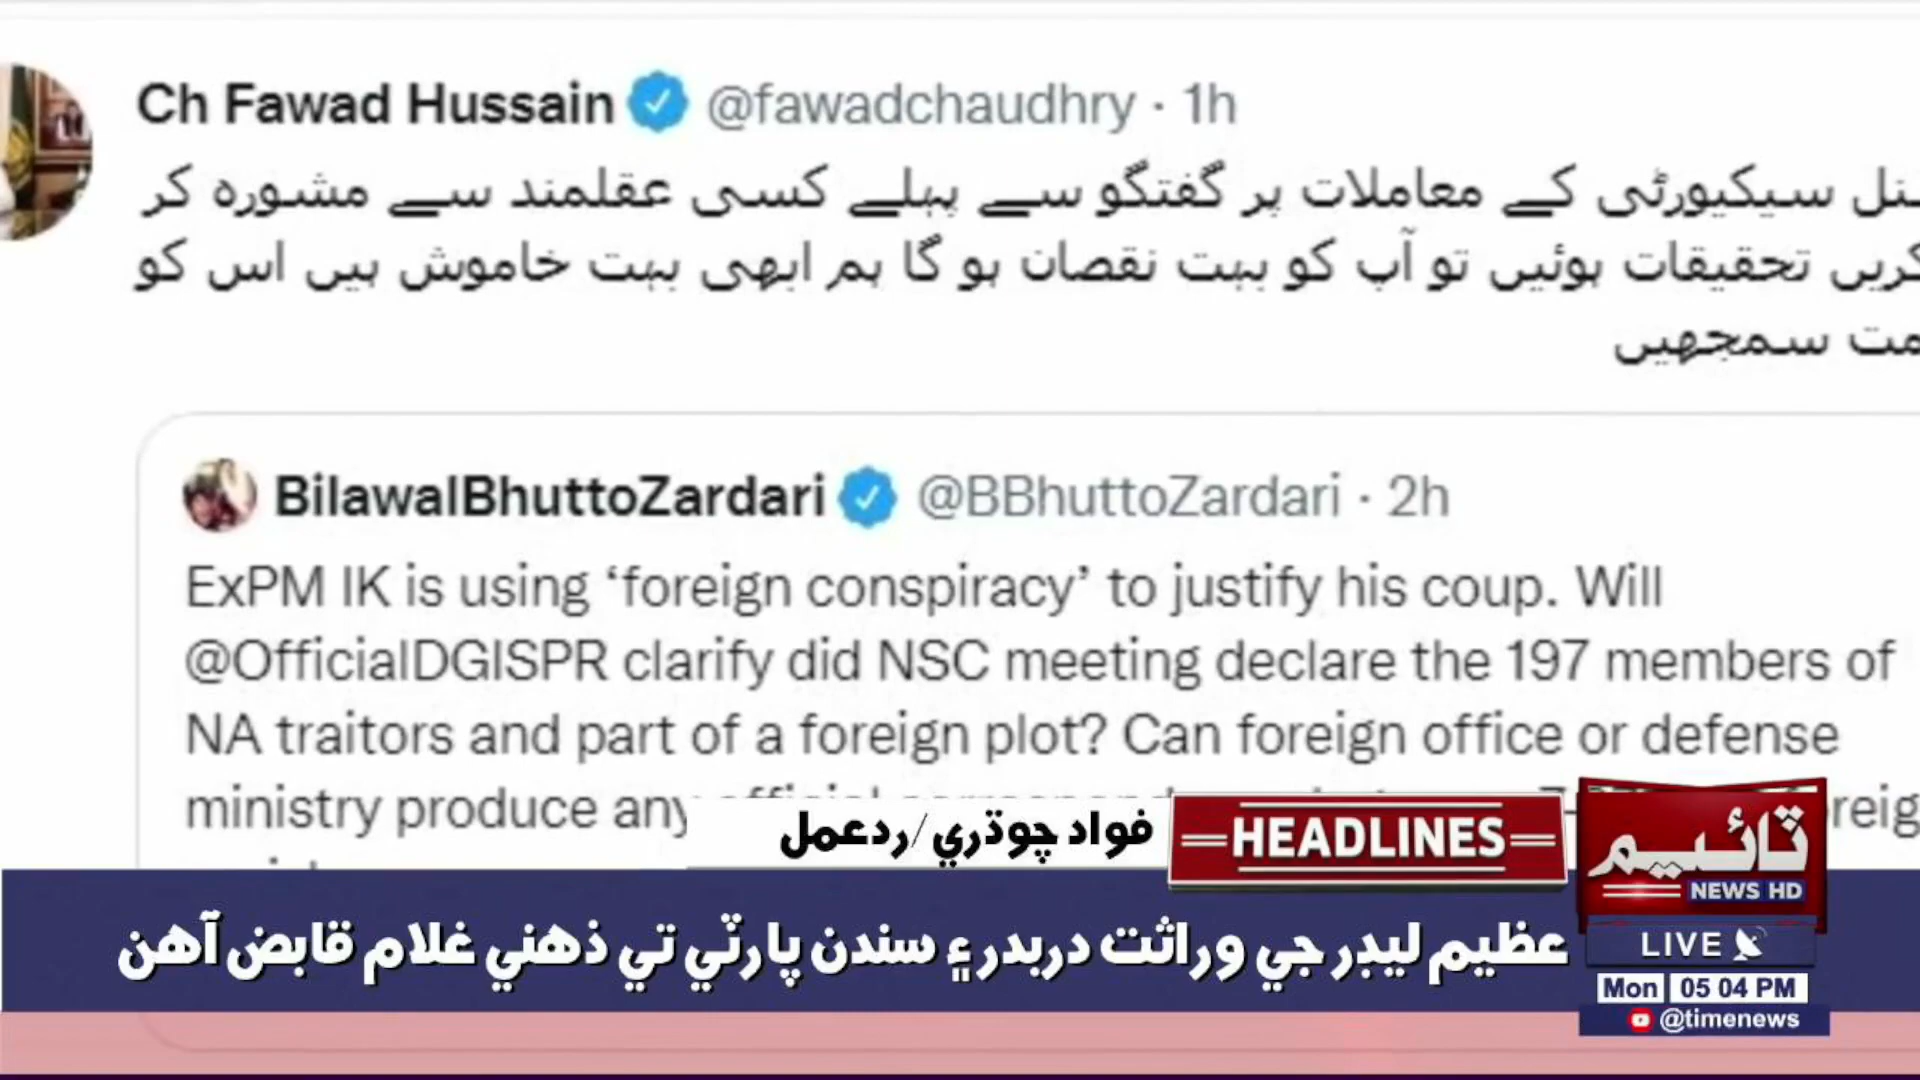 Ch Fawad Hussain @fawadchaudhry · 1h
سیکیورٹی کے معاملات پر گفتگو سے پہلے کسی عقلمند سے مشورہ کر
کریں تحقیقات ہوئیں تو آپ کو بہت نقصان ہو گا ہم ابھی بہت خاموش ہیں اس کو
مت سمجھیں
BilawalBhuttoZardari @BBhuttoZardari · 2h
ExPM IK is using ‘foreign conspiracy’ to justify his coup. Will
@OfficialDGISPR clarify did NSC meeting declare the 197 members of
NA traitors and part of a foreign plot? Can foreign office or defense
ministry produce any
فواد چوڌري/ردعمل
HEADLINES
ٽائيم
NEWS HD
عظيم ليڊر جي وراثت دربدر ۽ سندن پارٽي تي ذهني غلام قابض آهن
LIVE
Mon 05 04 PM
@timenews